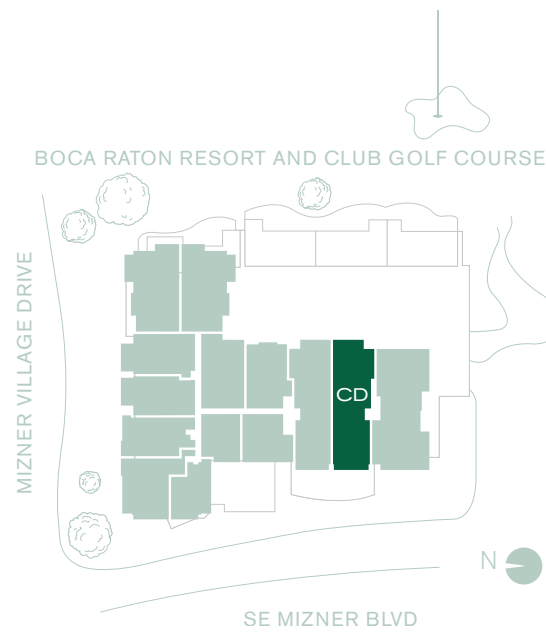 BOCA RATON RESORT AND CLUB GOLF COURSE
MIZNER VILLAGE DRIVE
CD
N
SE MIZNER BLVD